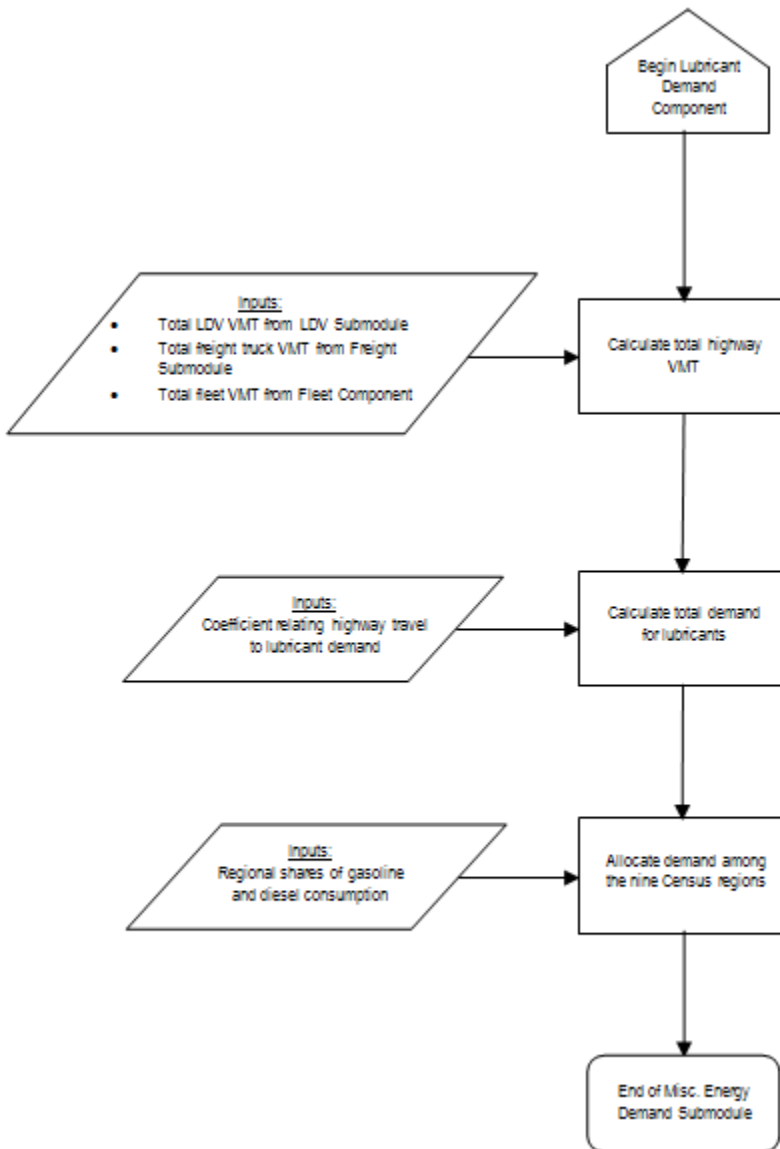 Begin Lubricant
Demand
Component
Inputs:
• Total LDV VMT from LDV Submodule
• Total freight truck VMT from Freight
Submodule
• Total fleet VMT from Fleet Component
Calculate total highway
VMT
Inputs:
Coefficient relating highway travel
to lubricant demand
Calculate total demand
for lubricants
Inputs:
Regional shares of gasoline
and diesel consumption
Allocate demand among
the nine Census regions
End of Misc. Energy
Demand Submodule